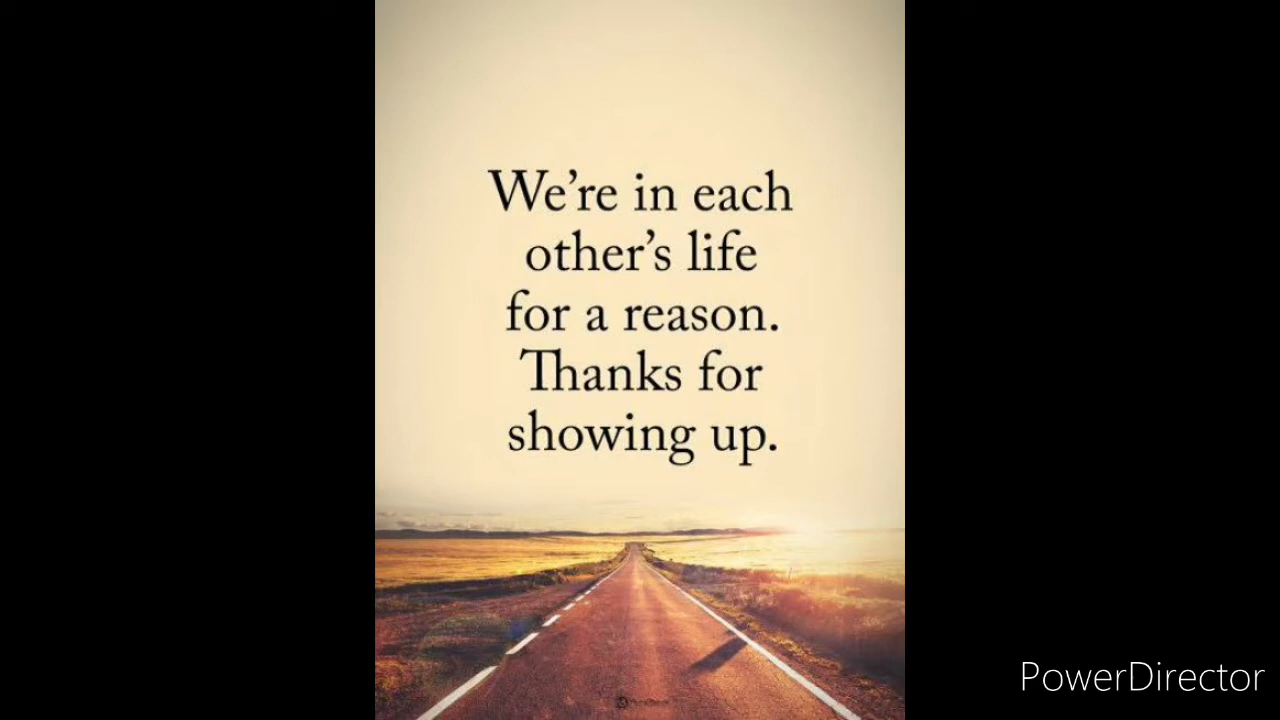 We're in each
other's life
for a reason.
Thanks for
showing up.
PowerDirector